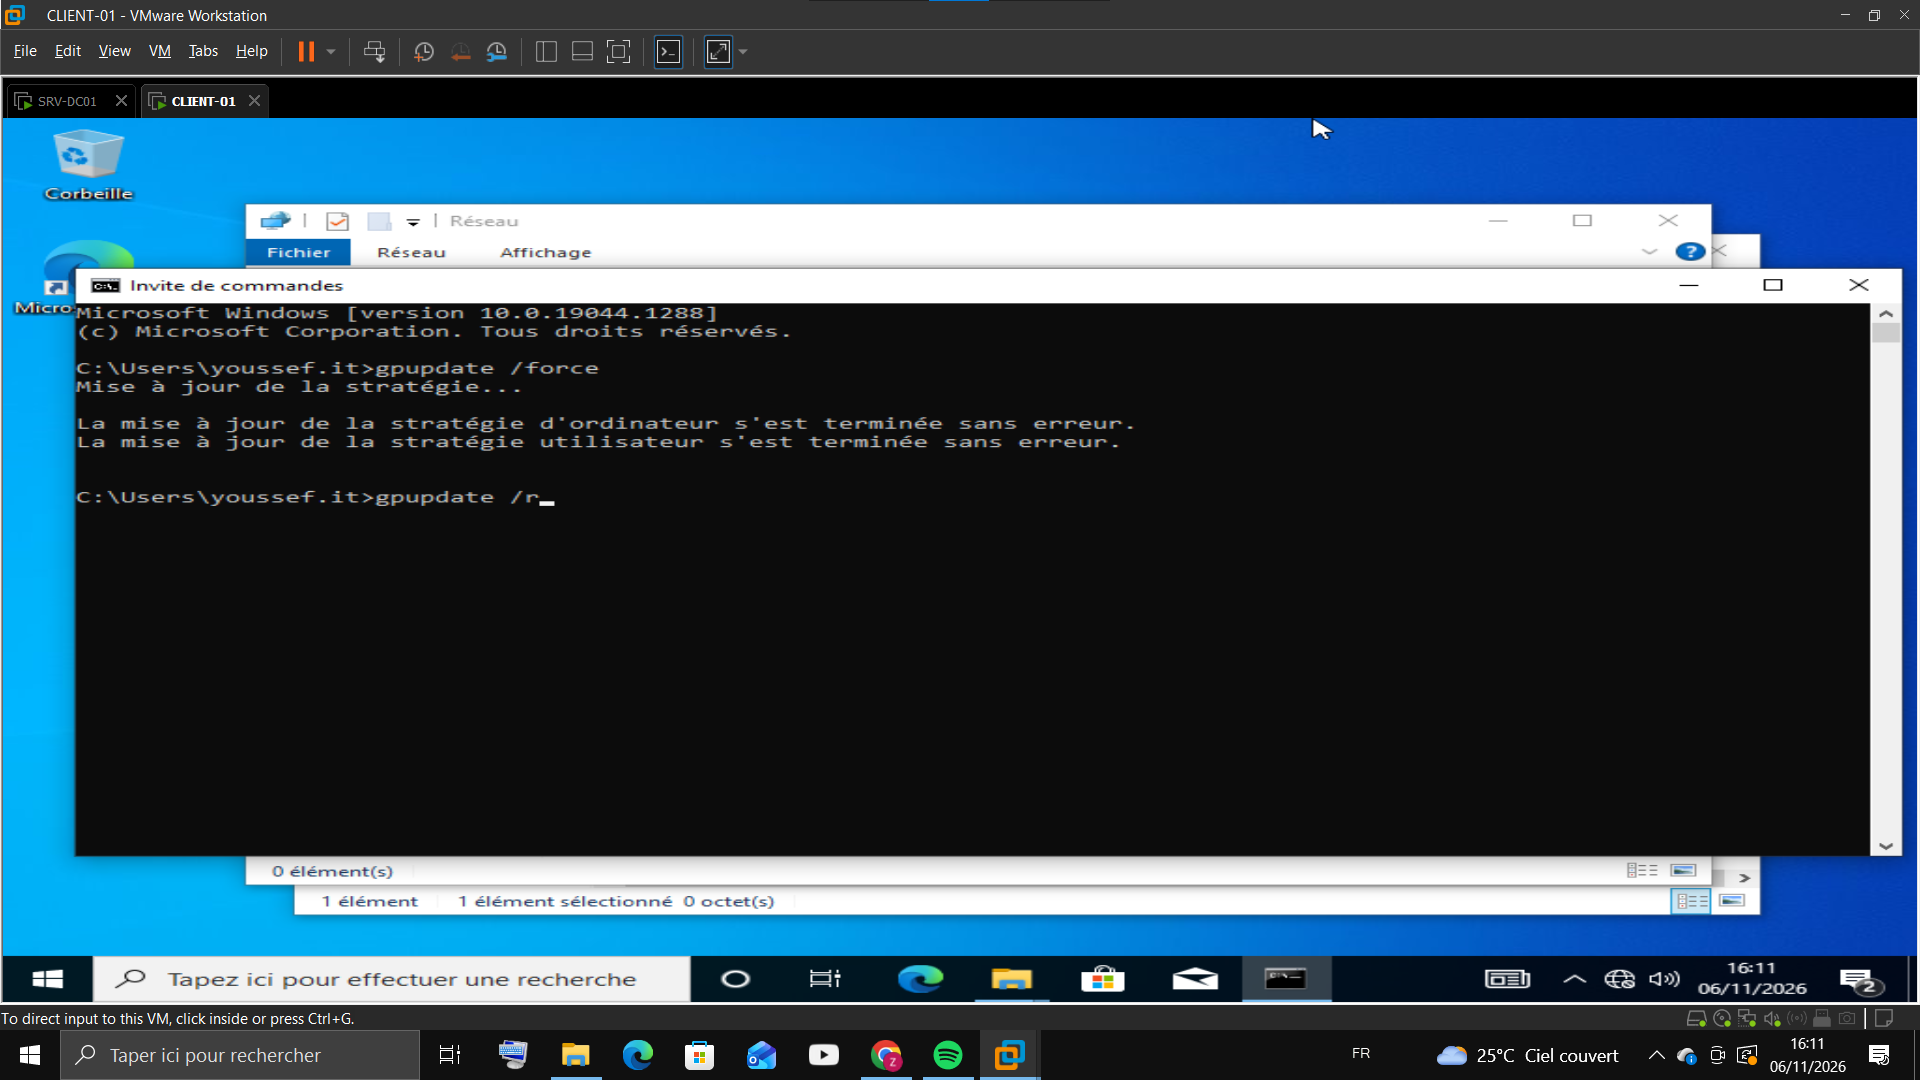 CLIENT-01 - VMware Workstation
File Edit View VM Tabs Help
SRV-DC01 CLIENT-01
Corbeille
Réseau
Fichier Réseau Affichage
Micro
Invite de commandes
Microsoft Windows [version 10.0.19044.1288]
(c) Microsoft Corporation. Tous droits réservés.
C:\Users\youssef.it>gpupdate /force
Mise à jour de la stratégie...
La mise à jour de la stratégie d'ordinateur s'est terminée sans erreur.
La mise à jour de la stratégie utilisateur s'est terminée sans erreur.
C:\Users\youssef.it>gpupdate /r
0 élément(s)
1 élément 1 élément sélectionné 0 octet(s)
Tapez ici pour effectuer une recherche
16:11
06/11/2026
2
To direct input to this VM, click inside or press Ctrl+G.
Taper ici pour rechercher
FR
25°C Ciel couvert
16:11
06/11/2026